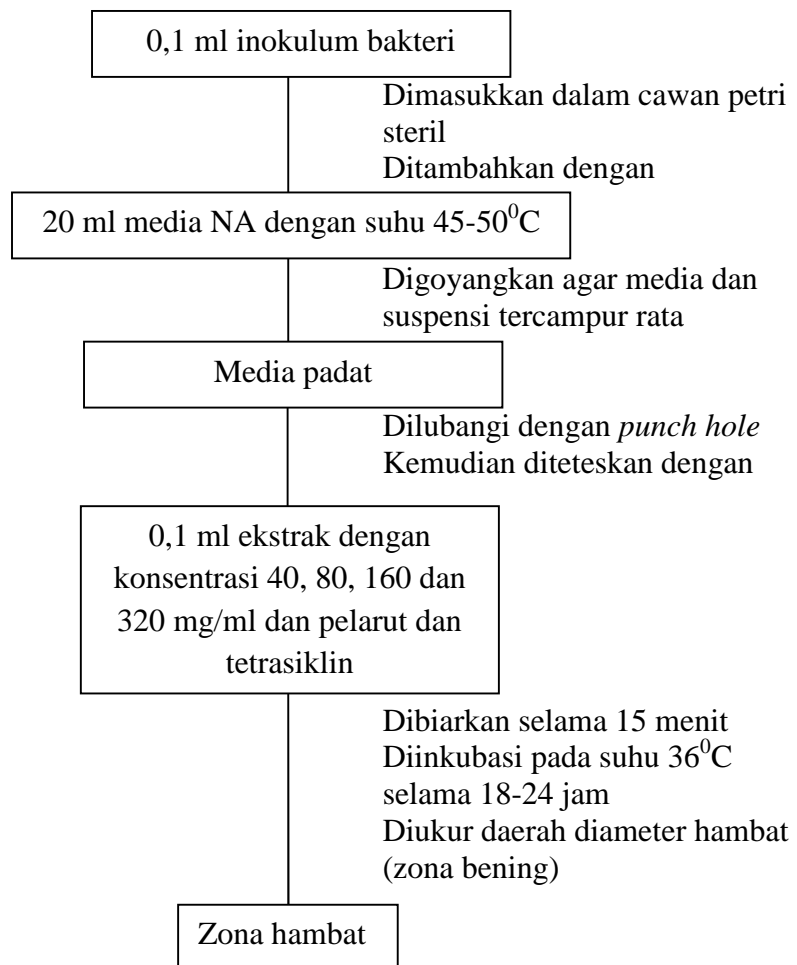 0,1 ml inokulum bakteri
Dimasukkan dalam cawan petri
steril
Ditambahkan dengan
20 ml media NA dengan suhu 45-50⁰C
Digoyangkan agar media dan
suspensi tercampur rata
Media padat
Dilubangi dengan punch hole
Kemudian diteteskan dengan
0,1 ml ekstrak dengan
konsentrasi 40, 80, 160 dan
320 mg/ml dan pelarut dan
tetrasiklin
Dibiarkan selama 15 menit
Diinkubasi pada suhu 36⁰C
selama 18-24 jam
Diukur daerah diameter hambat
(zona bening)
Zona hambat